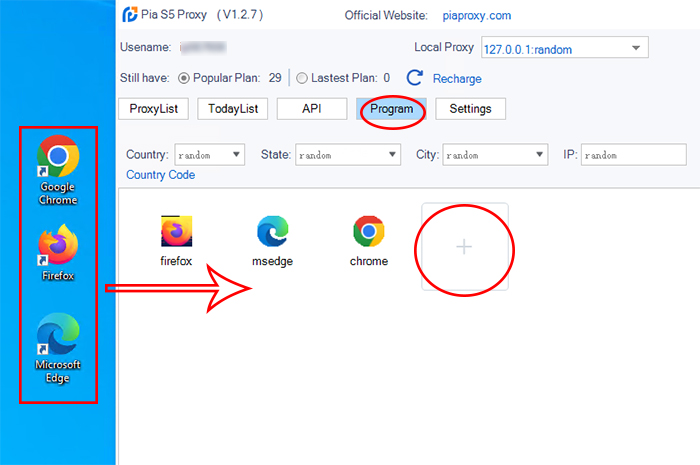 Pia S5 Proxy ( V1.2.7)
Official Website: piaproxy.com
Usename:
Local Proxy 127.0.0.1:random
Still have: Popular Plan: 29 Lastest Plan: 0 Recharge
ProxyList TodayList API Program Settings
Country: random State: random City: random IP: random
Country Code
Google
Chrome
Firefox
Microsoft
Edge
firefox msedge chrome